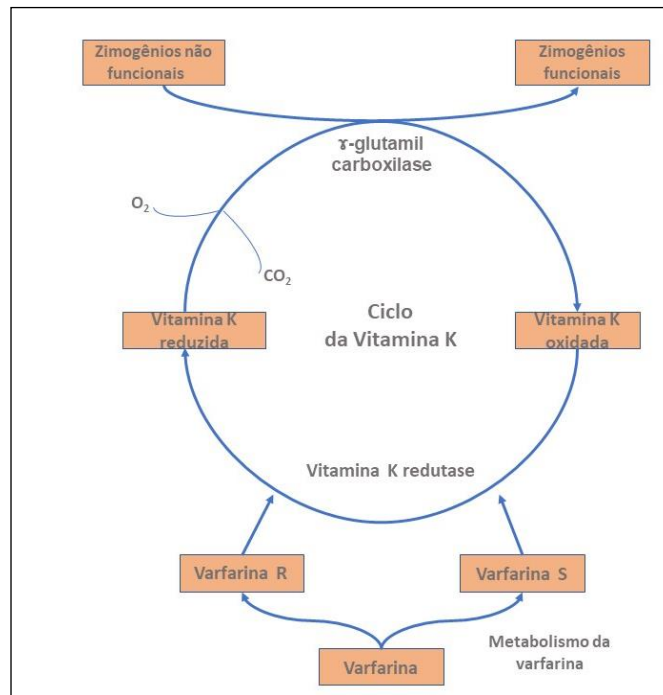 Zimogênios não
funcionais
Zimogênios
funcionais
ɤ-glutamil
carboxilase
O₂
CO₂
Vitamina K
reduzida
Ciclo
da Vitamina K
Vitamina K
oxidada
Vitamina K redutase
Varfarina R
Varfarina S
Metabolismo da
varfarina
Varfarina